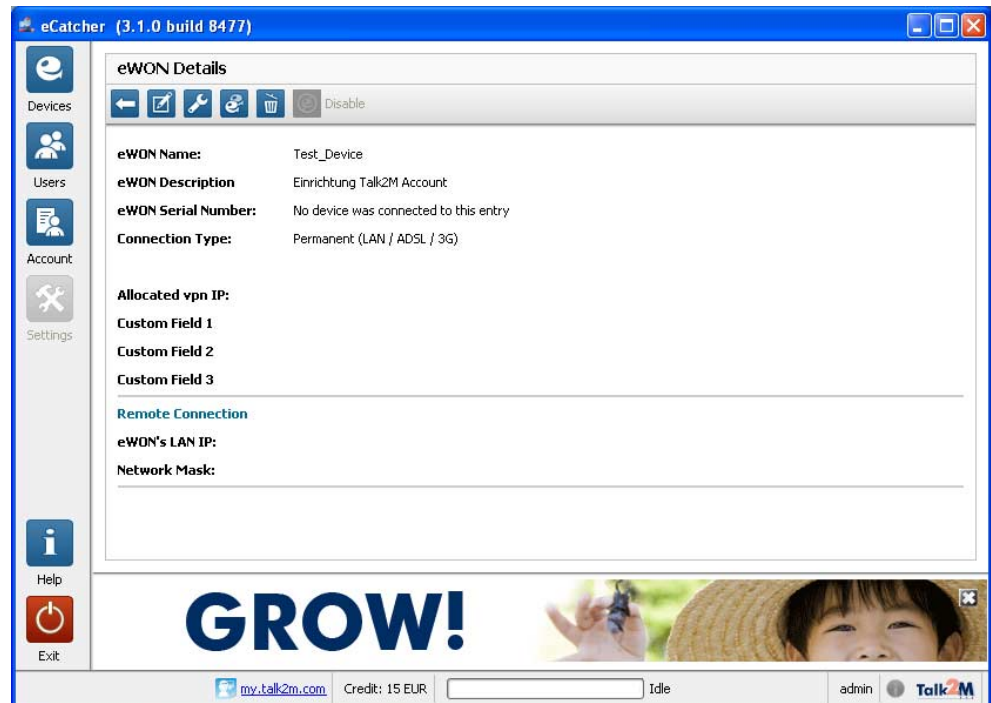 eCatcher (3.1.0 build 8477)
Devices
Users
Account
Settings
Help
Exit
eWON Details
Disable
eWON Name: Test_Device
eWON Description Einrichtung Talk2M Account
eWON Serial Number: No device was connected to this entry
Connection Type: Permanent (LAN / ADSL / 3G)
Allocated vpn IP:
Custom Field 1
Custom Field 2
Custom Field 3
Remote Connection
eWON's LAN IP:
Network Mask:
GROW!
my.talk2m.com Credit: 15 EUR Idle admin Talk2M